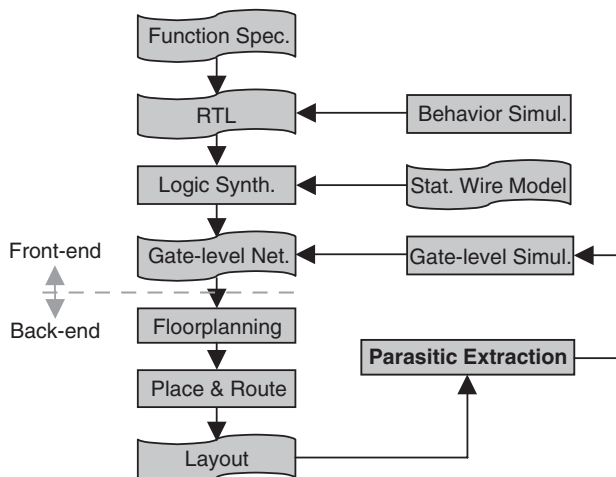 Function Spec.
RTL
Behavior Simul.
Logic Synth.
Stat. Wire Model
Front-end
Gate-level Net.
Gate-level Simul.
Back-end
Floorplanning
Parasitic Extraction
Place & Route
Layout